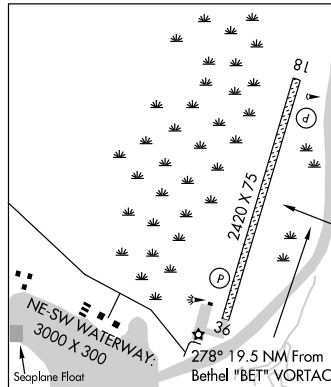 18
P
2420 X 75
P
36
NE-SW WATERWAY:
3000 X 300
Seaplane Float
278° 19.5 NM From
Bethel "BET" VORTAC